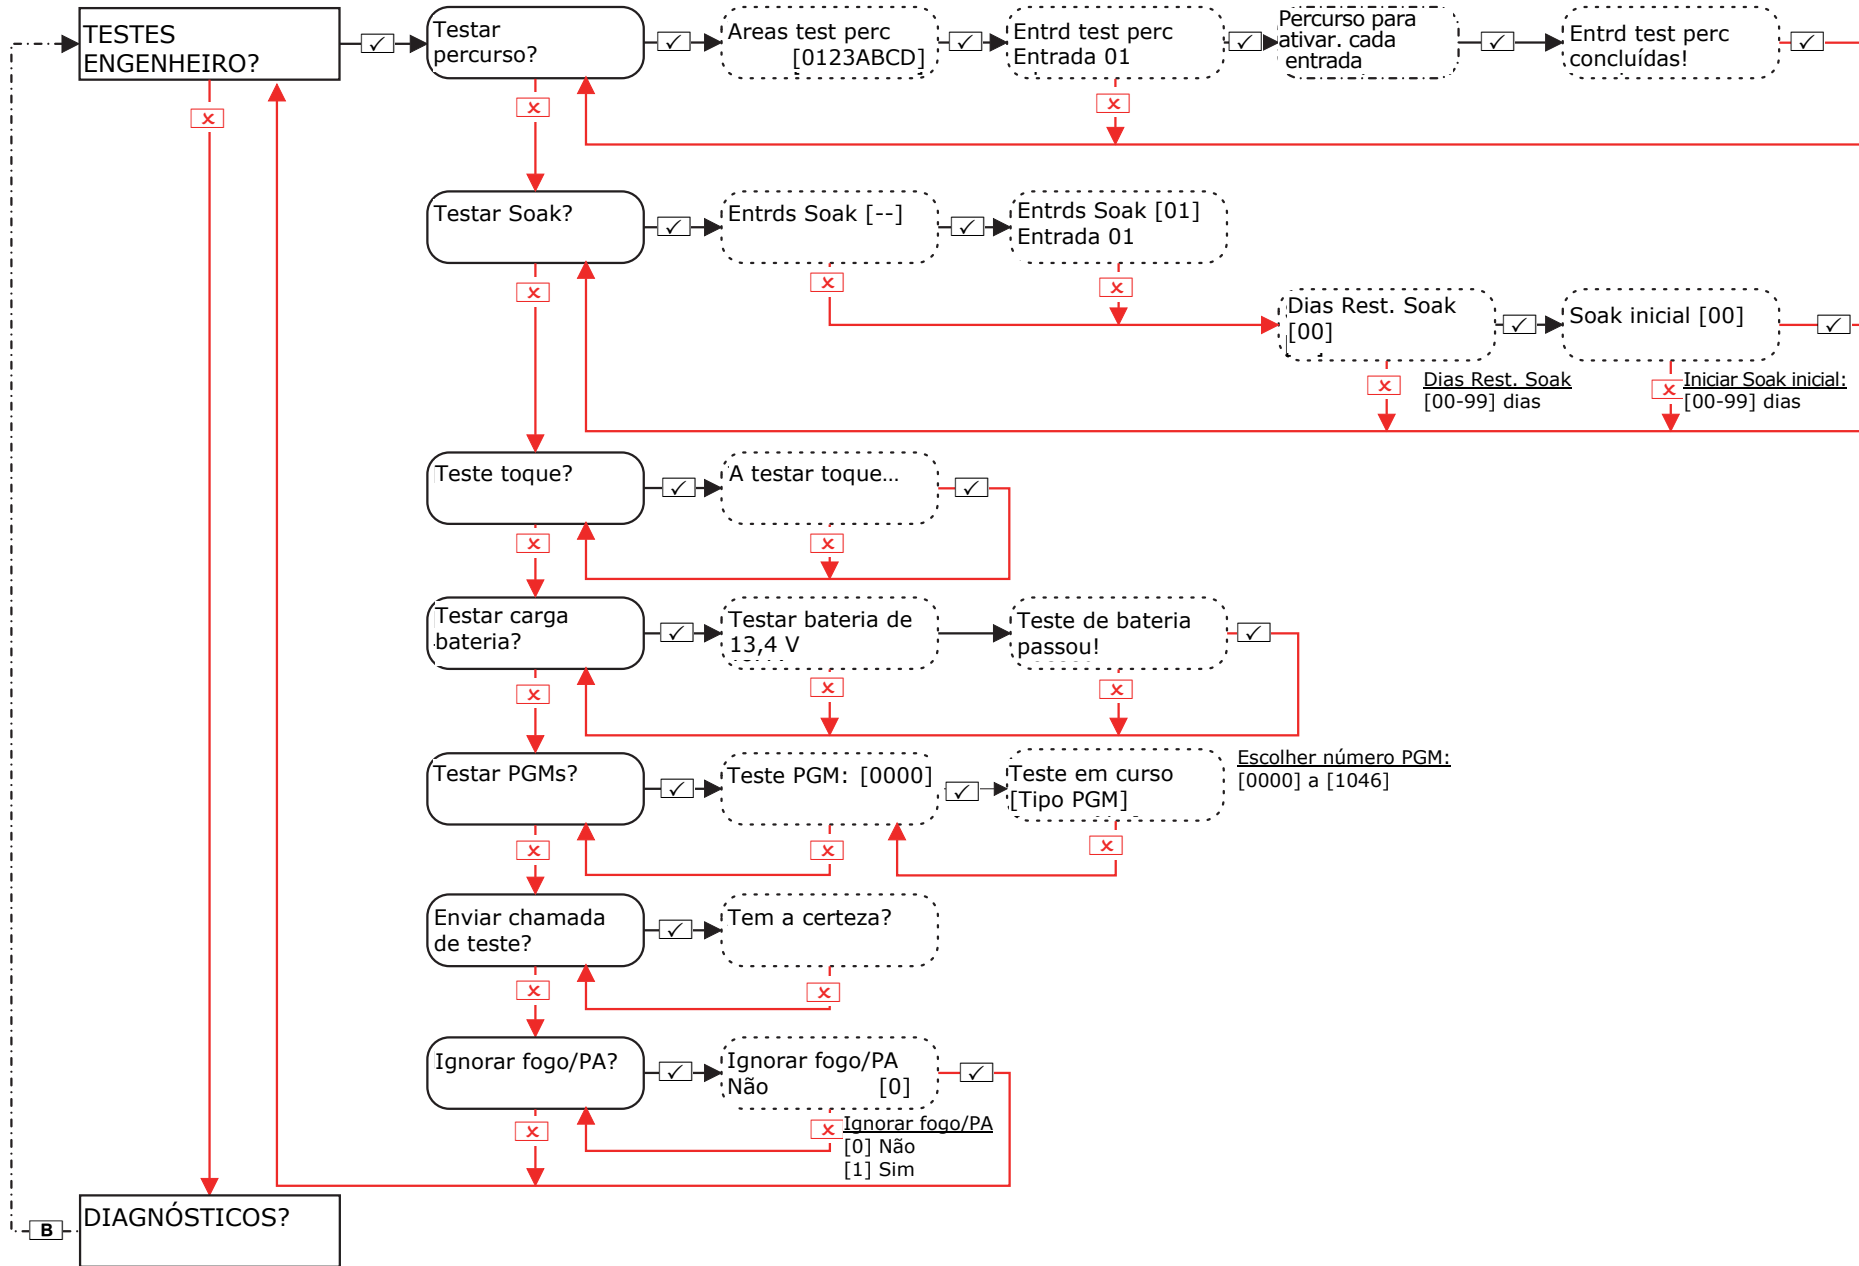 TESTES
ENGENHEIRO?
Testar
percurso?
Areas test perc
[0123ABCD]
Entrd test perc
Entrada 01
Percurso para
ativar. cada
entrada
Entrd test perc
concluídas!
Testar Soak?
Entrds Soak [--]
Entrds Soak [01]
Entrada 01
Dias Rest. Soak
[00]
Soak inicial [00]
Dias Rest. Soak
[00-99] dias
Iniciar Soak inicial:
[00-99] dias
Teste toque?
A testar toque...
Testar carga
bateria?
Testar bateria de
13,4 V
Teste de bateria
passou!
Testar PGMs?
Teste PGM: [0000]
Teste em curso
[Tipo PGM]
Escolher número PGM:
[0000] a [1046]
Enviar chamada
de teste?
Tem a certeza?
Ignorar fogo/PA?
Ignorar fogo/PA
Não [0]
Ignorar fogo/PA
[0] Não
[1] Sim
DIAGNÓSTICOS?
B